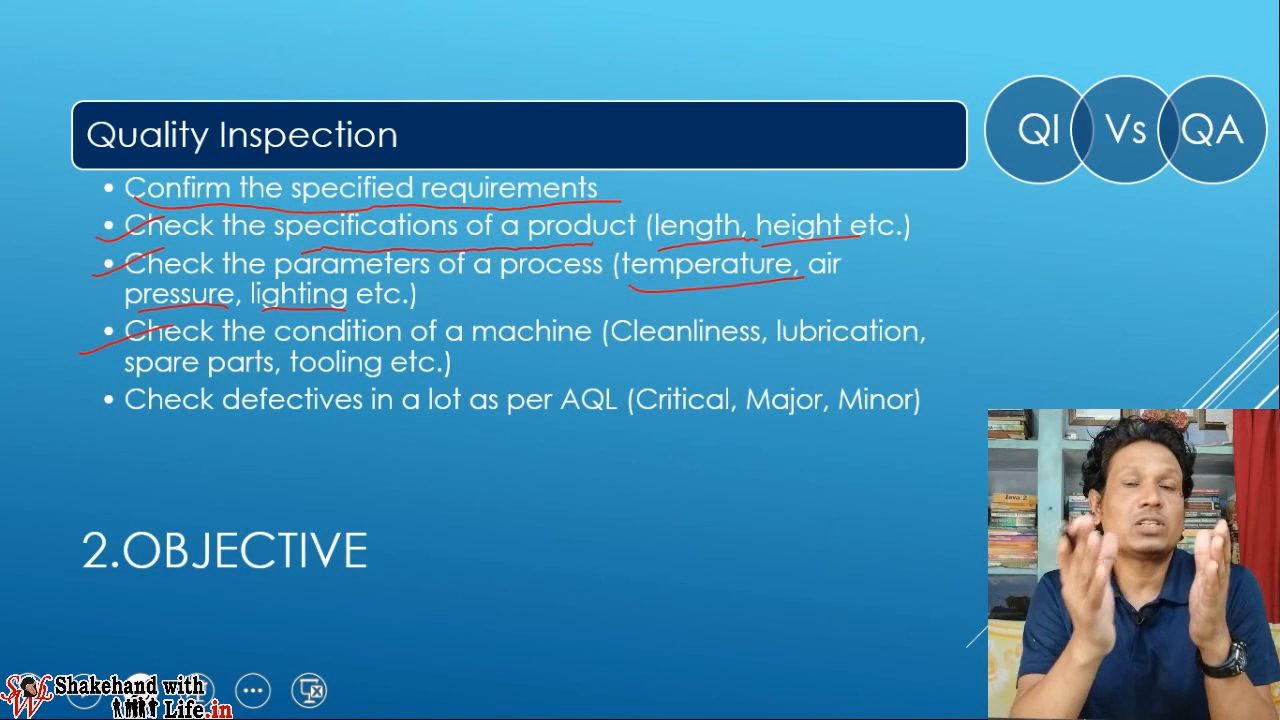 Quality Inspection
QI Vs QA
• Confirm the specified requirements
• Check the specifications of a product (length, height etc.)
• Check the parameters of a process (temperature, air
pressure, lighting etc.)
• Check the condition of a machine (Cleanliness, lubrication,
spare parts, tooling etc.)
• Check defectives in a lot as per AQL (Critical, Major, Minor)
2.OBJECTIVE
Java 2
Shakehand with
Life.in